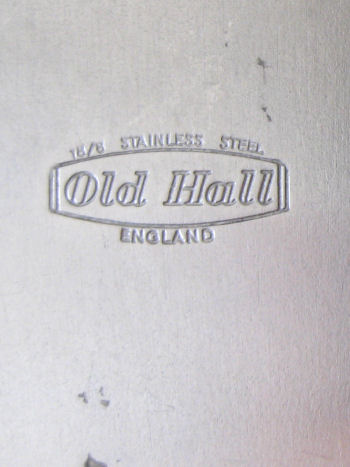 18/8 STAINLESS STEEL
Old Hall
ENGLAND